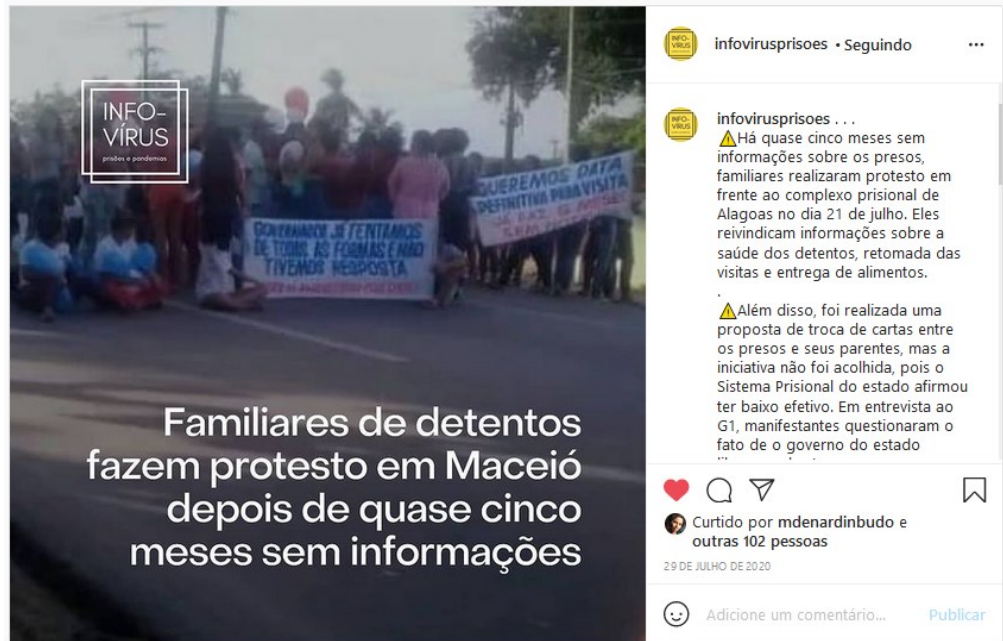 INFO-
VÍRUS
prisões e pandemias
QUEREMOS DATA
DEFINITIVA PARA VISITA
GOVERNADOR JÁ TENTAMOS
DE TODAS AS FORMAS E NÃO
TIVEMOS RESPOSTA
Familiares de detentos
fazem protesto em Maceió
depois de quase cinco
meses sem informações
infovirusprisoes • Seguindo
infovirusprisoes . . .
⚠Há quase cinco meses sem
informações sobre os presos,
familiares realizaram protesto em
frente ao complexo prisional de
Alagoas no dia 21 de julho. Eles
reivindicam informações sobre a
saúde dos detentos, retomada das
visitas e entrega de alimentos.
.
⚠Além disso, foi realizada uma
proposta de troca de cartas entre
os presos e seus parentes, mas a
iniciativa não foi acolhida, pois o
Sistema Prisional do estado afirmou
ter baixo efetivo. Em entrevista ao
G1, manifestantes questionaram o
fato de o governo do estado
Curtido por mdenardinbudo e
outras 102 pessoas
29 DE JULHO DE 2020
Adicione um comentário... Publicar